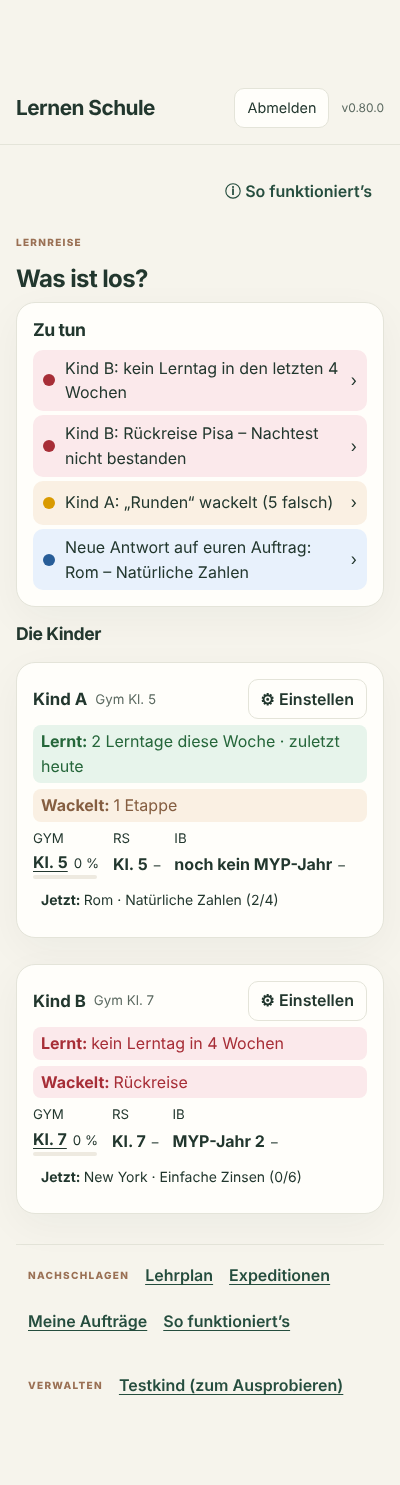 Lernen Schule
Abmelden
v0.80.0
ⓘ So funktioniert’s
LERNREISE
Was ist los?
Zu tun
Kind B: kein Lerntag in den letzten 4
Wochen
›
Kind B: Rückreise Pisa – Nachtest
nicht bestanden
›
Kind A: „Runden“ wackelt (5 falsch)
›
Neue Antwort auf euren Auftrag:
Rom – Natürliche Zahlen
›
Die Kinder
Kind A Gym Kl. 5
⚙ Einstellen
Lernt: 2 Lerntage diese Woche · zuletzt
heute
Wackelt: 1 Etappe
GYM RS IB
Kl. 5 0 % Kl. 5 – noch kein MYP-Jahr –
Jetzt: Rom · Natürliche Zahlen (2/4)
Kind B Gym Kl. 7
⚙ Einstellen
Lernt: kein Lerntag in 4 Wochen
Wackelt: Rückreise
GYM RS IB
Kl. 7 0 % Kl. 7 – MYP-Jahr 2 –
Jetzt: New York · Einfache Zinsen (0/6)
NACHSCHLAGEN Lehrplan Expeditionen
Meine Aufträge So funktioniert’s
VERWALTEN Testkind (zum Ausprobieren)